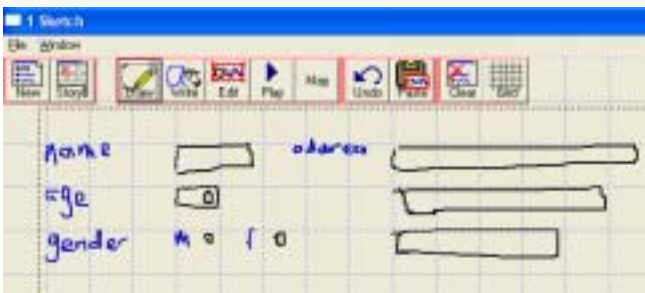 1 Sketch
File Window
New StoryB Draw Write Edit Play Map Undo Paste Clear Grid
name address
age
gender m f